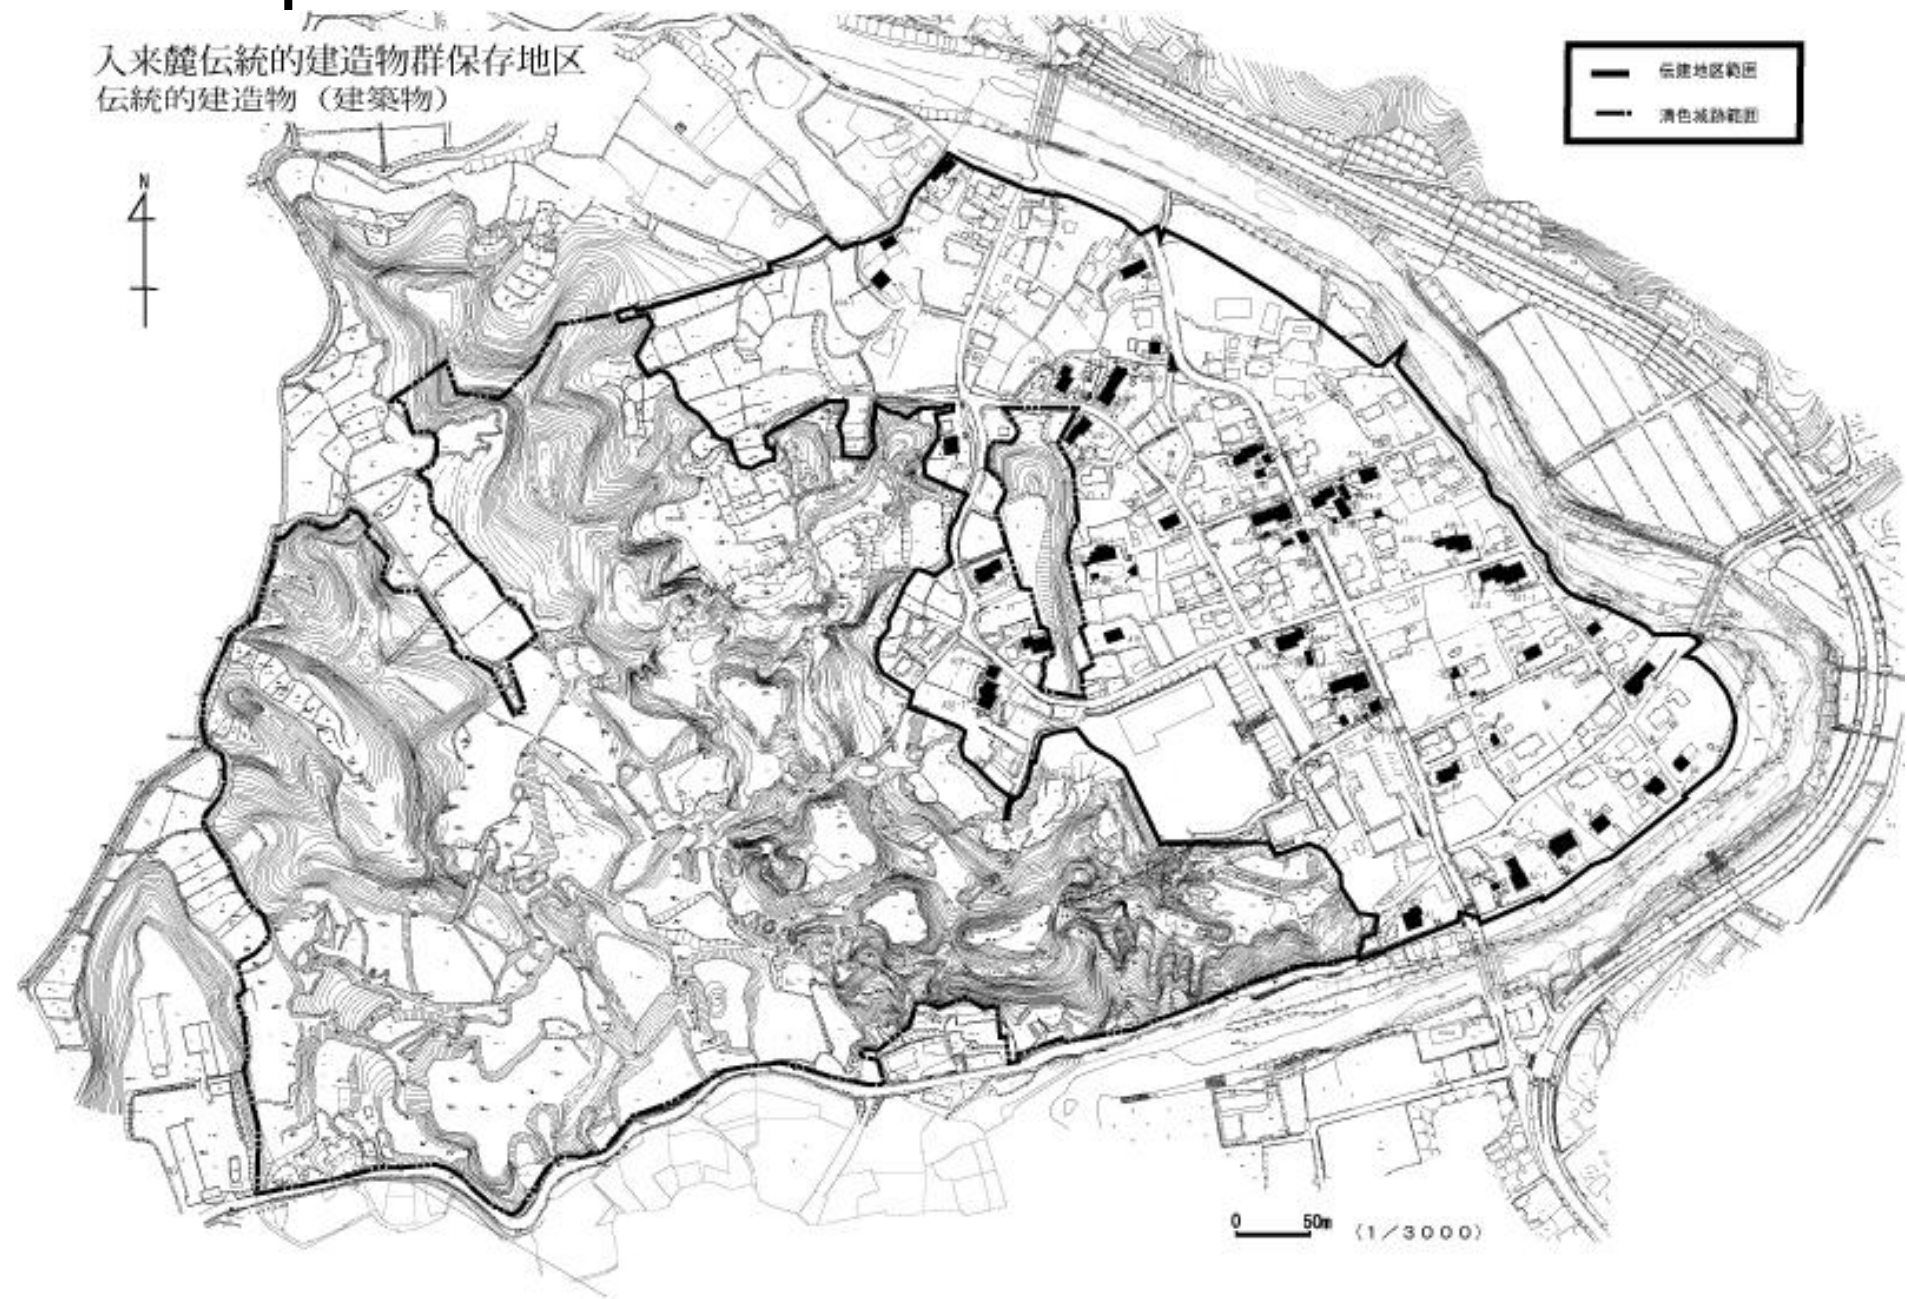 入来麓伝統的建造物群保存地区
伝統的建造物（建築物）
伝建地区範囲
清色城跡範囲
N
0 50m （1／3000）